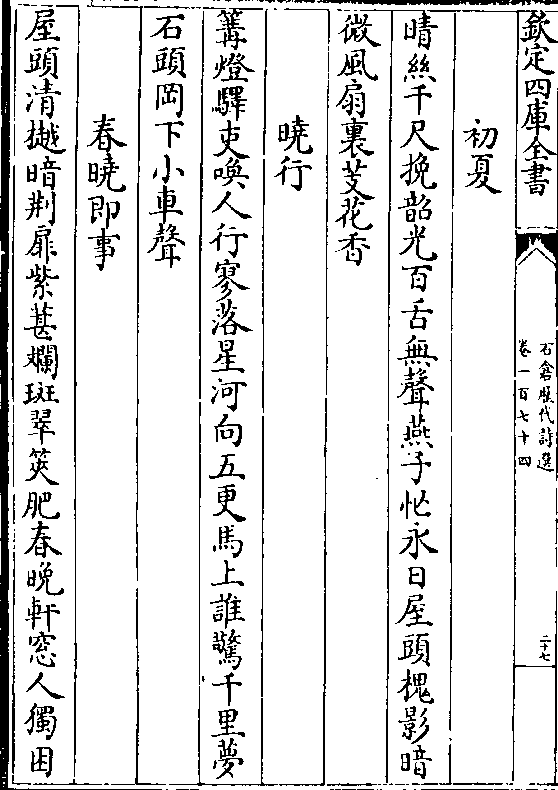 欽定四庫全書
石倉歷代詩選
卷一百七十四
二十七
初夏
晴絲千尺挽韶光百舌無聲燕子忙永日屋頭槐影暗
微風扇裏芰花香
曉行
篝燈驛吏喚人行寥落星河向五更馬上誰驚千里夢
石頭岡下小車聲
春曉即事
屋頭清樾暗荆扉紫葚斕斑翠筴肥春晚軒窓人獨困